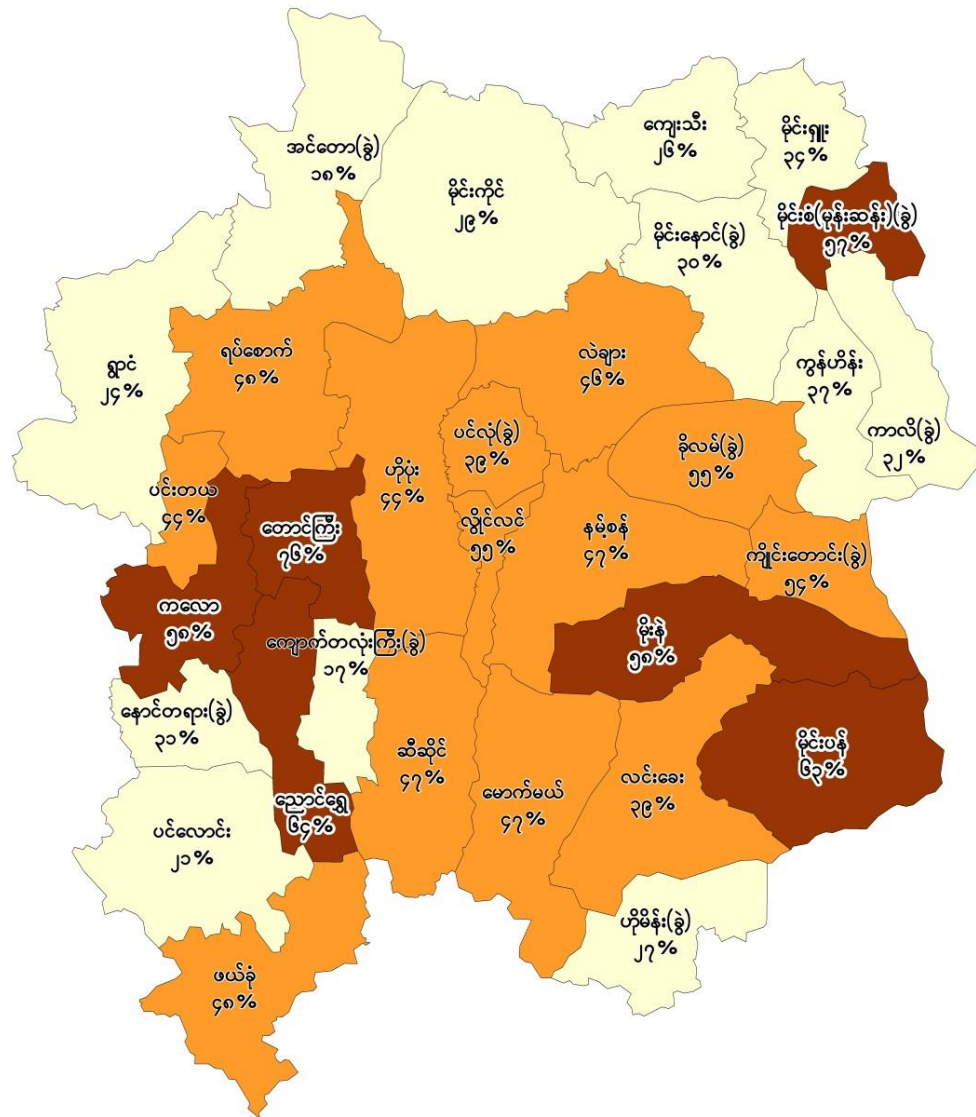 အင်တော(ခွဲ)
၁၈%
ကျေးသီး
၂၆%
မိုင်းရှူး
၃၄%
မိုင်းကိုင်
၂၉%
မိုင်းစံ(မုန်းဆန်း)(ခွဲ)
၅၇%
မိုင်းနောင်(ခွဲ)
၃၀%
ရွာငံ
၂၄%
ရပ်စောက်
၄၈%
လဲချား
၄၆%
ကွန်ဟိန်း
၃၇%
ကာလိ(ခွဲ)
၃၂%
ပင်လုံ(ခွဲ)
၃၉%
ခိုလမ်(ခွဲ)
၅၅%
ဟိုပုံး
၄၄%
ပင်းတယ
၄၄%
တောင်ကြီး
၇၆%
လွိုင်လင်
၅၅%
နမ့်စန်
၄၇%
ကျိုင်းတောင်း(ခွဲ)
၅၄%
ကလော
၅၈%
ကျောက်တလုံးကြီး(ခွဲ)
၁၇%
မိုးနဲ
၅၈%
နောင်တရား(ခွဲ)
၃၁%
ဆီဆိုင်
၄၇%
မိုင်းပန်
၆၃%
လင်းခေး
၃၉%
မောက်မယ်
၄၇%
ညောင်ရွှေ
၆၄%
ပင်လောင်း
၂၁%
ဟိုမိန်း(ခွဲ)
၂၇%
ဖယ်ခုံ
၄၈%